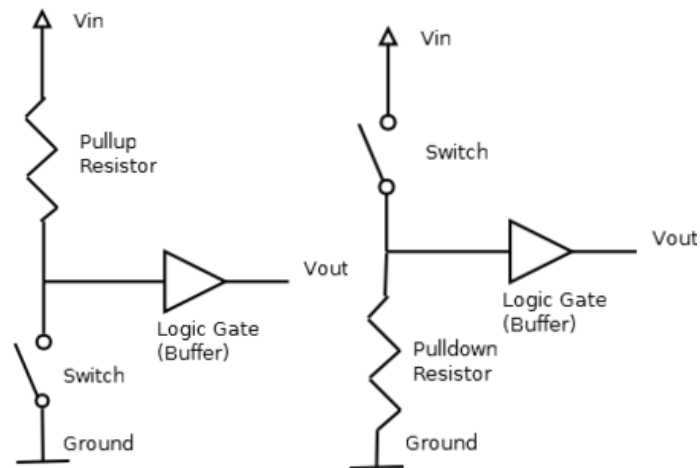 Vin
Pullup
Resistor
Vout
Logic Gate
(Buffer)
Switch
Ground
Vin
Switch
Vout
Logic Gate
(Buffer)
Pulldown
Resistor
Ground